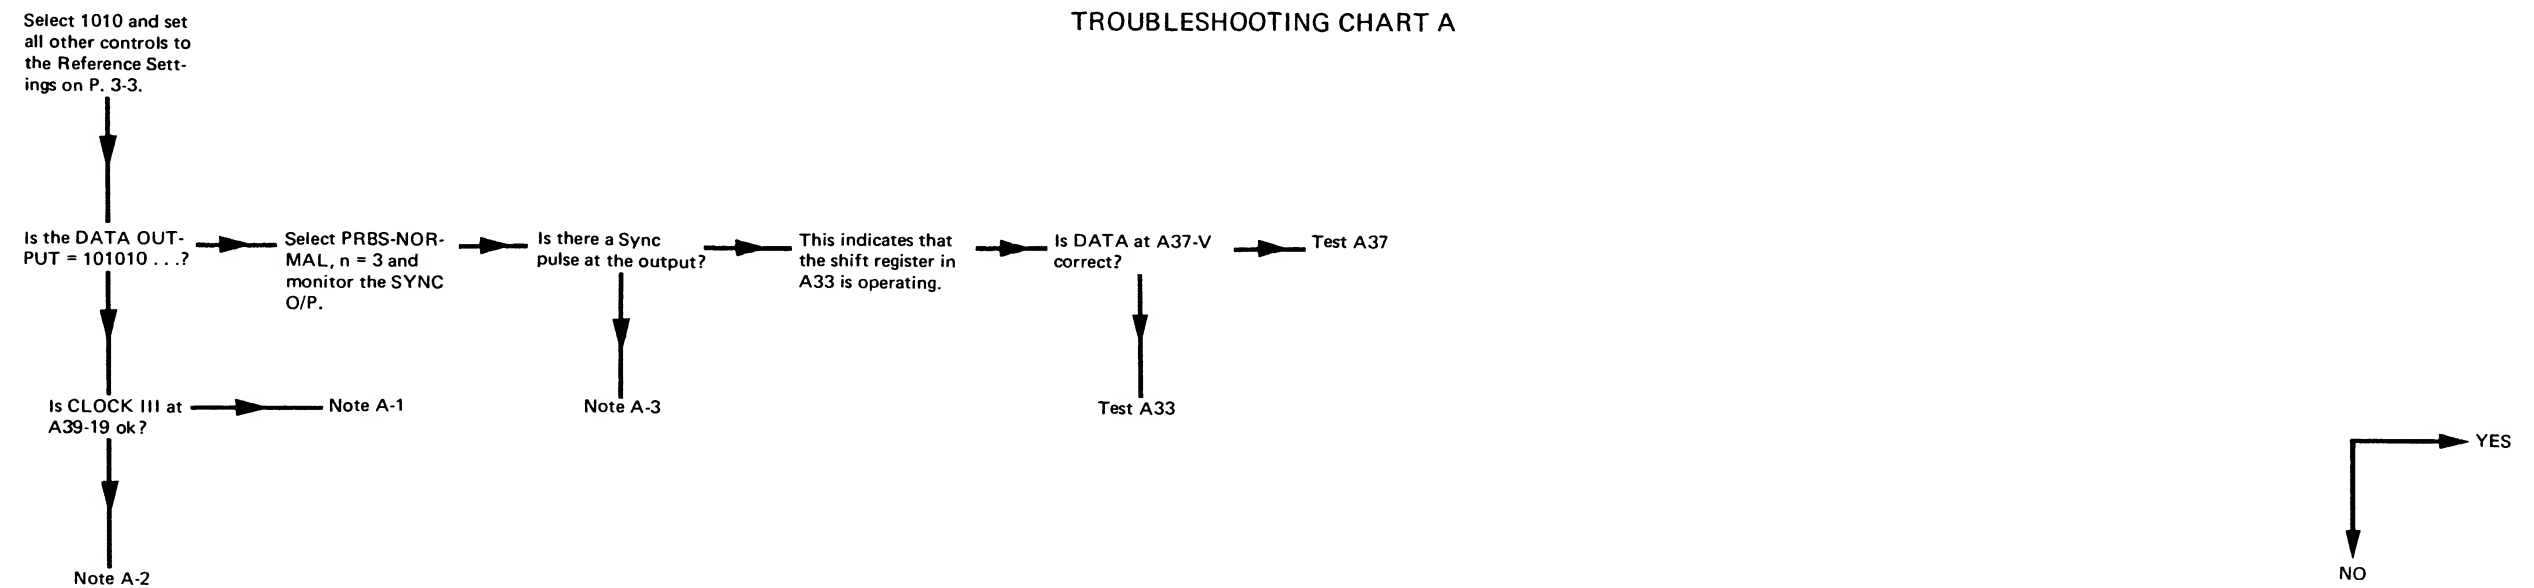 TROUBLESHOOTING CHART A
Select 1010 and set
all other controls to
the Reference Sett-
ings on P. 3-3.
Is the DATA OUT-
PUT = 101010 . . .?
Select PRBS-NOR-
MAL, n = 3 and
monitor the SYNC
O/P.
Is there a Sync
pulse at the output?
This indicates that
the shift register in
A33 is operating.
Is DATA at A37-V
correct?
Test A37
Is CLOCK III at
A39-19 ok?
Note A-1
Note A-3
Test A33
Note A-2
YES
NO